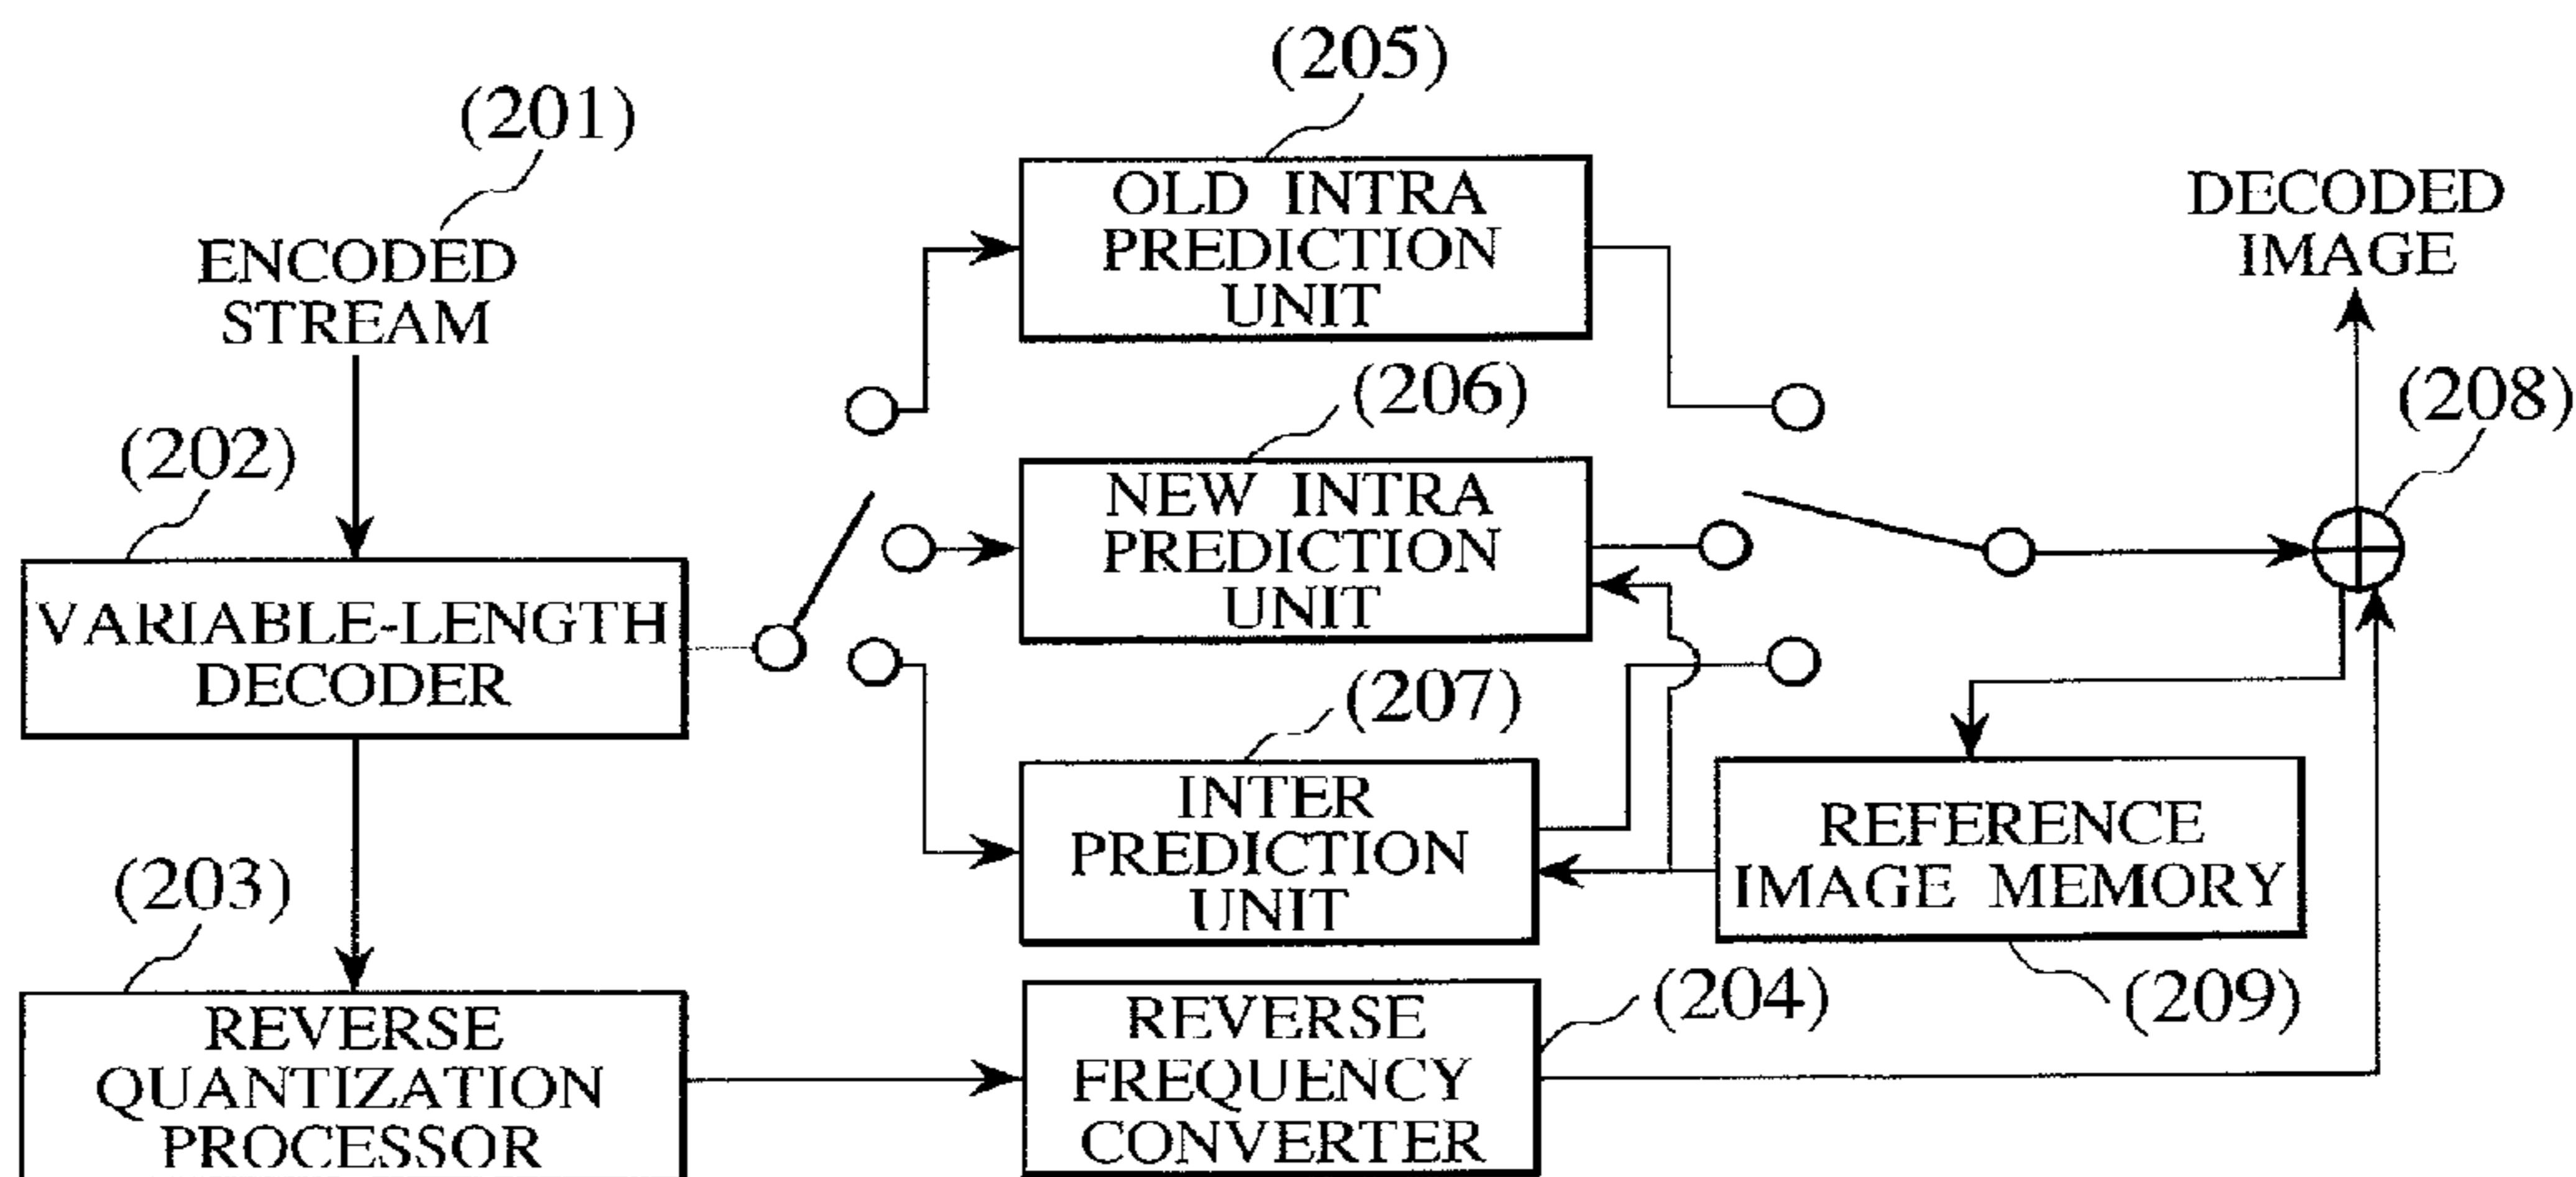 (205)
(201)
OLD INTRA
PREDICTION
UNIT
DECODED
IMAGE
ENCODED
STREAM
(206)
(208)
(202)
NEW INTRA
PREDICTION
UNIT
VARIABLE-LENGTH
DECODER
(207)
INTER
PREDICTION
UNIT
REFERENCE
IMAGE MEMORY
(203)
(204)
(209)
REVERSE
QUANTIZATION
PROCESSOR
REVERSE
FREQUENCY
CONVERTER